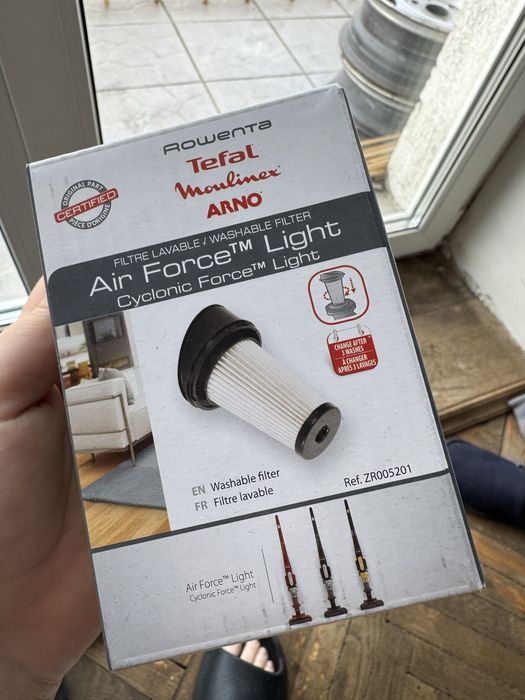 ROWENTA
Tefal
Moulinex
ARNO
ORIGINAL PART
CERTIFIED
PIÈCE D'ORIGINE
FILTRE LAVABLE / WASHABLE FILTER
Air Force™ Light
Cyclonic Force™ Light
CHANGE AFTER
3 WASHES
À CHANGER
APRÈS 3 LAVAGES
EN Washable filter
FR Filtre lavable
Ref. ZR005201
Air Force™ Light
Cyclonic Force™ Light